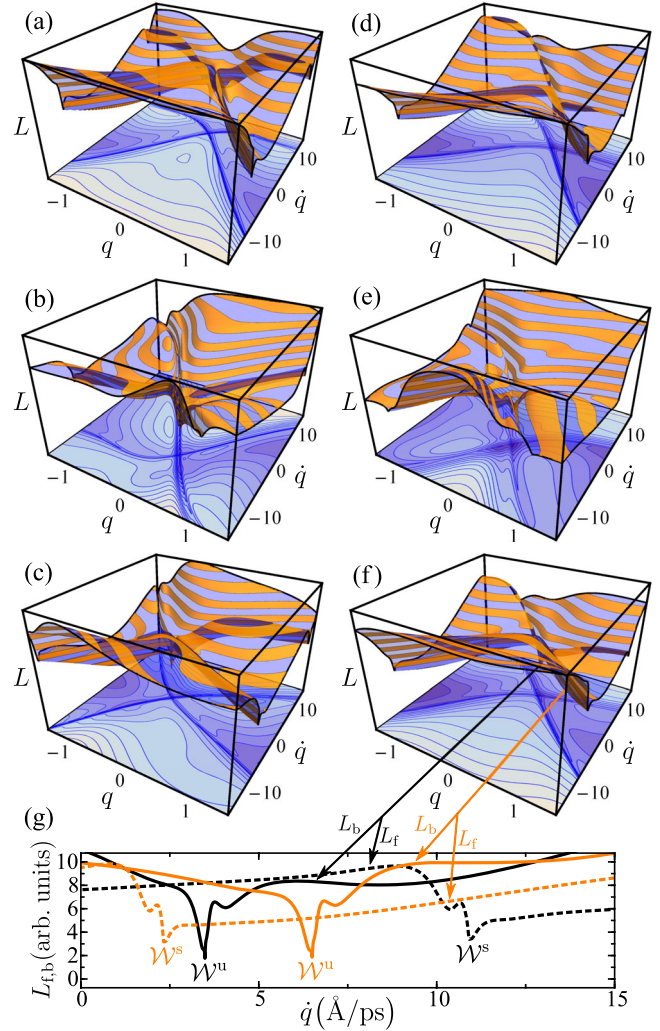 (a)
L
-1
0
q
1
-10
0
10
q̇
(d)
-1
0
q
1
-10
0
10
q̇
(b)
L
-1
0
q
1
-10
0
10
q̇
(e)
L
-1
0
q
1
-10
0
10
q̇
(c)
L
-1
0
q
1
-10
0
10
q̇
(f)
L
-1
0
q
1
-10
0
10
q̇
(g)
L_b
L_f
L_b
L_f
L_f,b (arb. units)
10
8
6
4
2
0
𝒲^s
𝒲^u
𝒲^u
𝒲^s
0
5
10
15
q̇ (Å/ps)